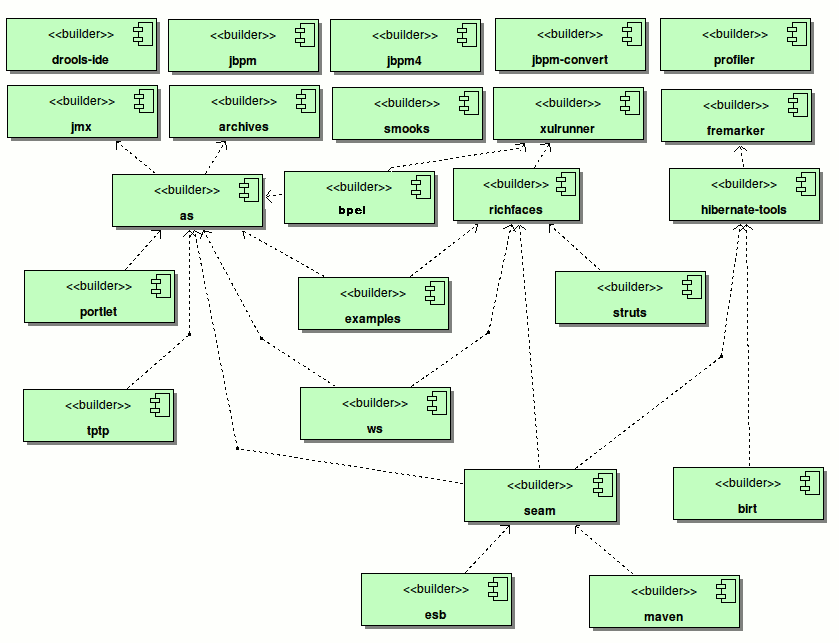 <<builder>>
drools-ide
<<builder>>
jbpm
<<builder>>
jbpm4
<<builder>>
jbpm-convert
<<builder>>
profiler
<<builder>>
jmx
<<builder>>
archives
<<builder>>
smooks
<<builder>>
xulrunner
<<builder>>
fremarker
<<builder>>
as
<<builder>>
bpel
<<builder>>
richfaces
<<builder>>
hibernate-tools
<<builder>>
portlet
<<builder>>
examples
<<builder>>
struts
<<builder>>
tptp
<<builder>>
ws
<<builder>>
seam
<<builder>>
birt
<<builder>>
esb
<<builder>>
maven